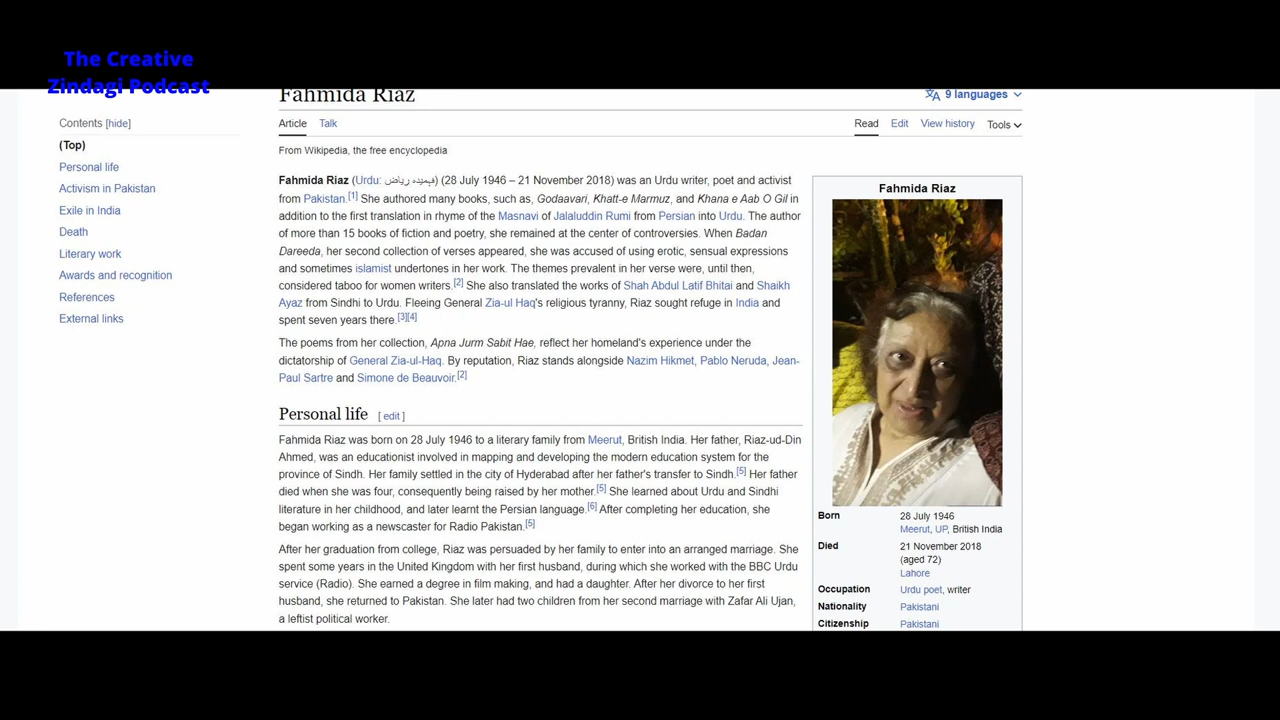 The Creative
Zindagi Podcast
Fahmida Riaz
9 languages
Contents [hide]
(Top)
Personal life
Activism in Pakistan
Exile in India
Death
Literary work
Awards and recognition
References
External links
Article Talk
Read Edit View history Tools
From Wikipedia, the free encyclopedia
Fahmida Riaz (Urdu: فہمیدہ ریاض) (28 July 1946 – 21 November 2018) was an Urdu writer, poet and activist
from Pakistan.[1] She authored many books, such as, Godaavari, Khatt-e Marmuz, and Khana e Aab O Gil in
addition to the first translation in rhyme of the Masnavi of Jalaluddin Rumi from Persian into Urdu. The author
of more than 15 books of fiction and poetry, she remained at the center of controversies. When Badan
Dareeda, her second collection of verses appeared, she was accused of using erotic, sensual expressions
and sometimes islamist undertones in her work. The themes prevalent in her verse were, until then,
considered taboo for women writers.[2] She also translated the works of Shah Abdul Latif Bhitai and Shaikh
Ayaz from Sindhi to Urdu. Fleeing General Zia-ul Haq's religious tyranny, Riaz sought refuge in India and
spent seven years there.[3][4]
The poems from her collection, Apna Jurm Sabit Hae, reflect her homeland's experience under the
dictatorship of General Zia-ul-Haq. By reputation, Riaz stands alongside Nazim Hikmet, Pablo Neruda, Jean-
Paul Sartre and Simone de Beauvoir.[2]
Personal life [ edit ]
Fahmida Riaz was born on 28 July 1946 to a literary family from Meerut, British India. Her father, Riaz-ud-Din
Ahmed, was an educationist involved in mapping and developing the modern education system for the
province of Sindh. Her family settled in the city of Hyderabad after her father's transfer to Sindh.[5] Her father
died when she was four, consequently being raised by her mother.[5] She learned about Urdu and Sindhi
literature in her childhood, and later learnt the Persian language.[6] After completing her education, she
began working as a newscaster for Radio Pakistan.[5]
After her graduation from college, Riaz was persuaded by her family to enter into an arranged marriage. She
spent some years in the United Kingdom with her first husband, during which she worked with the BBC Urdu
service (Radio). She earned a degree in film making, and had a daughter. After her divorce to her first
husband, she returned to Pakistan. She later had two children from her second marriage with Zafar Ali Ujan,
a leftist political worker.
Fahmida Riaz
Born 28 July 1946
Meerut, UP, British India
Died 21 November 2018
(aged 72)
Lahore
Occupation Urdu poet, writer
Nationality Pakistani
Citizenship Pakistani